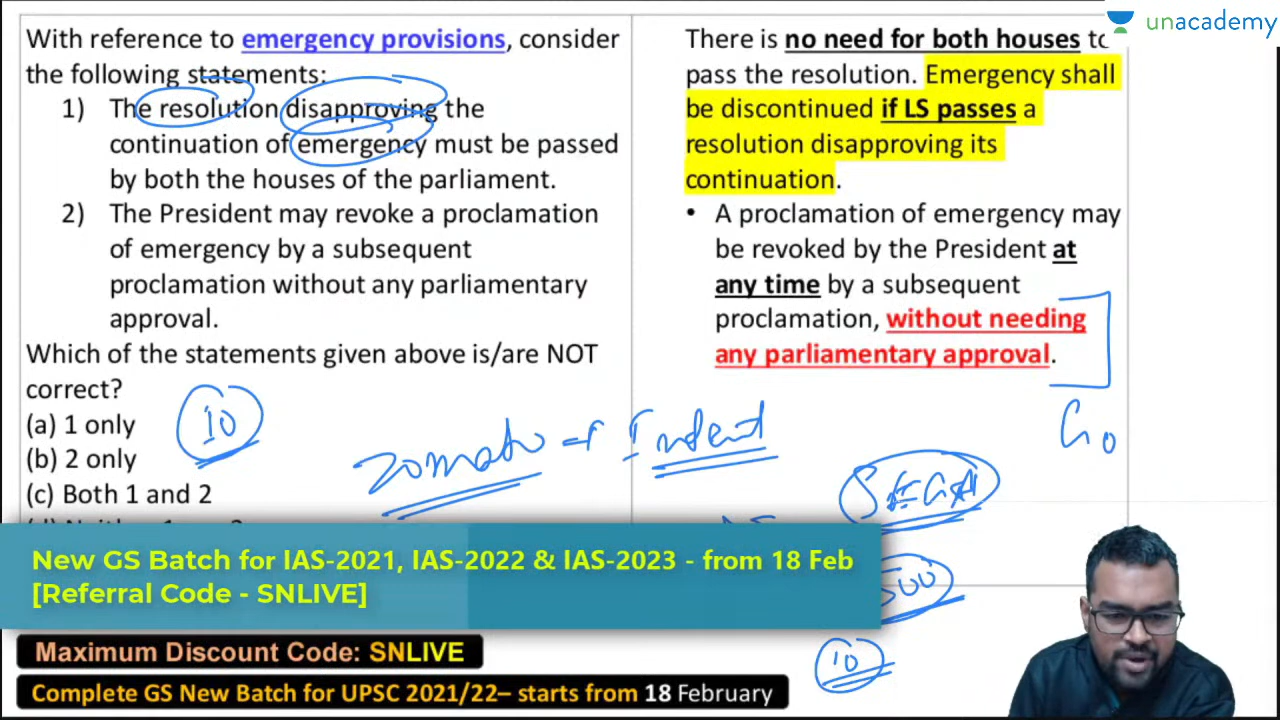 unacademy
With reference to emergency provisions, consider
the following statements:
1) The resolution disapproving the
continuation of emergency must be passed
by both the houses of the parliament.
2) The President may revoke a proclamation
of emergency by a subsequent
proclamation without any parliamentary
approval.
Which of the statements given above is/are NOT
correct?
(a) 1 only
(b) 2 only
(c) Both 1 and 2
There is no need for both houses to
pass the resolution. Emergency shall
be discontinued if LS passes a
resolution disapproving its
continuation.
• A proclamation of emergency may
be revoked by the President at
any time by a subsequent
proclamation, without needing
any parliamentary approval.
10
zomato
500
10
New GS Batch for IAS-2021, IAS-2022 & IAS-2023 - from 18 Feb
[Referral Code - SNLIVE]
Maximum Discount Code: SNLIVE
Complete GS New Batch for UPSC 2021/22– starts from 18 February